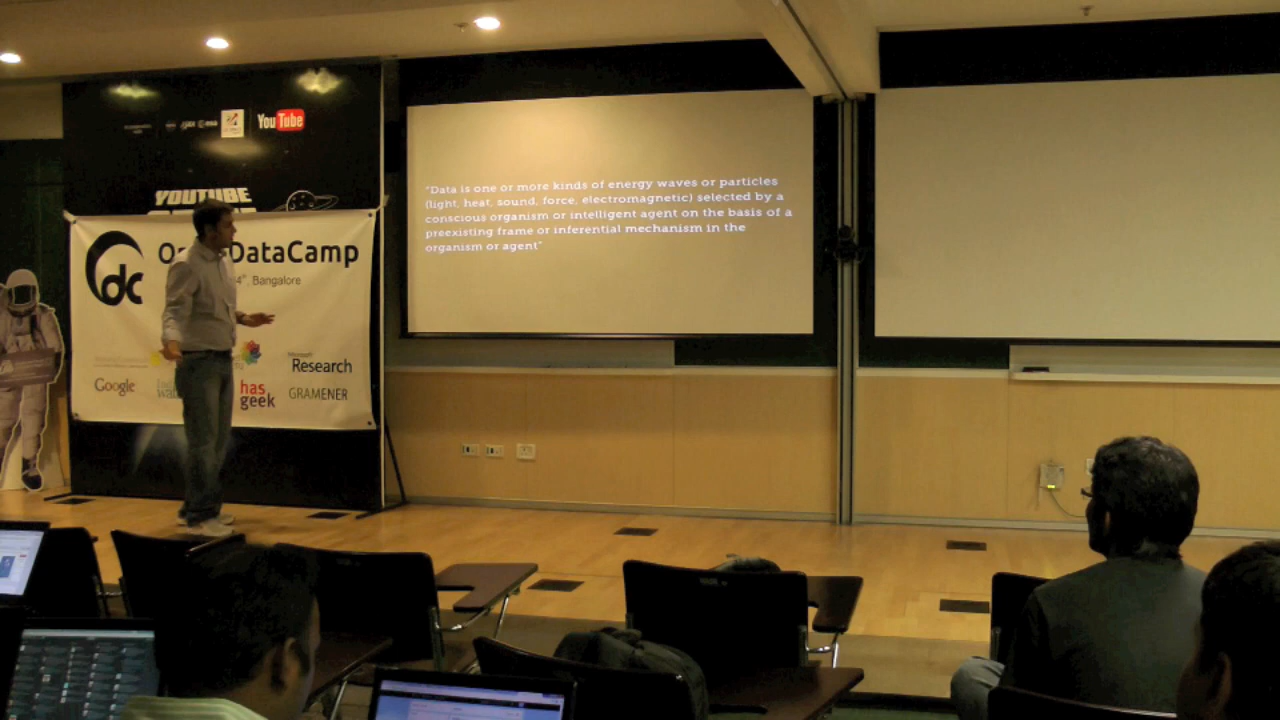 YouTube
YOUTUBE
"Data is one or more kinds of energy waves or particles
(light, heat, sound, force, electromagnetic) selected by a
conscious organism or intelligent agent on the basis of a
preexisting frame or inferential mechanism in the
organism or agent"
dc
DataCamp
4th, Bangalore
Research
Google
has
geek
GRAMENER